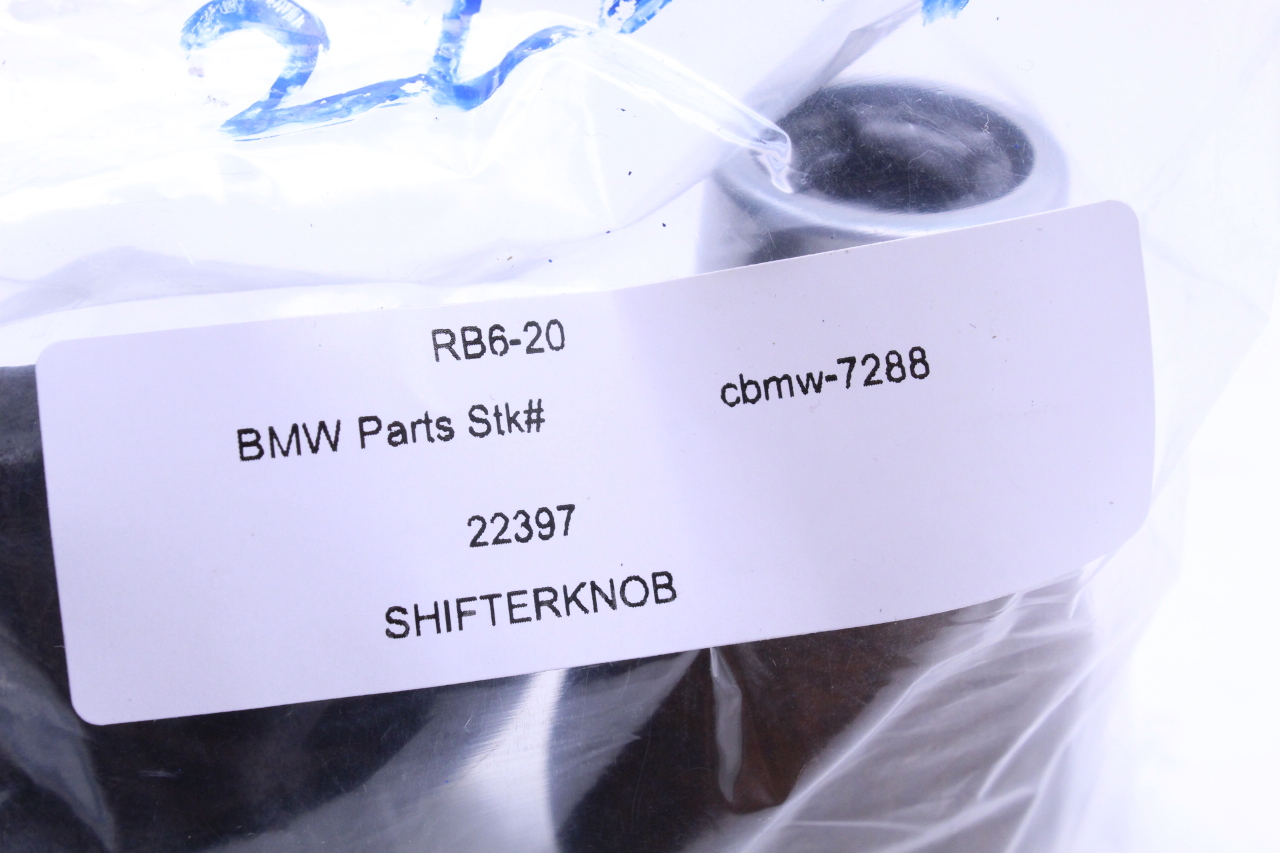 RB6-20
cbmw-7288
BMW Parts Stk#
22397
SHIFTERKNOB